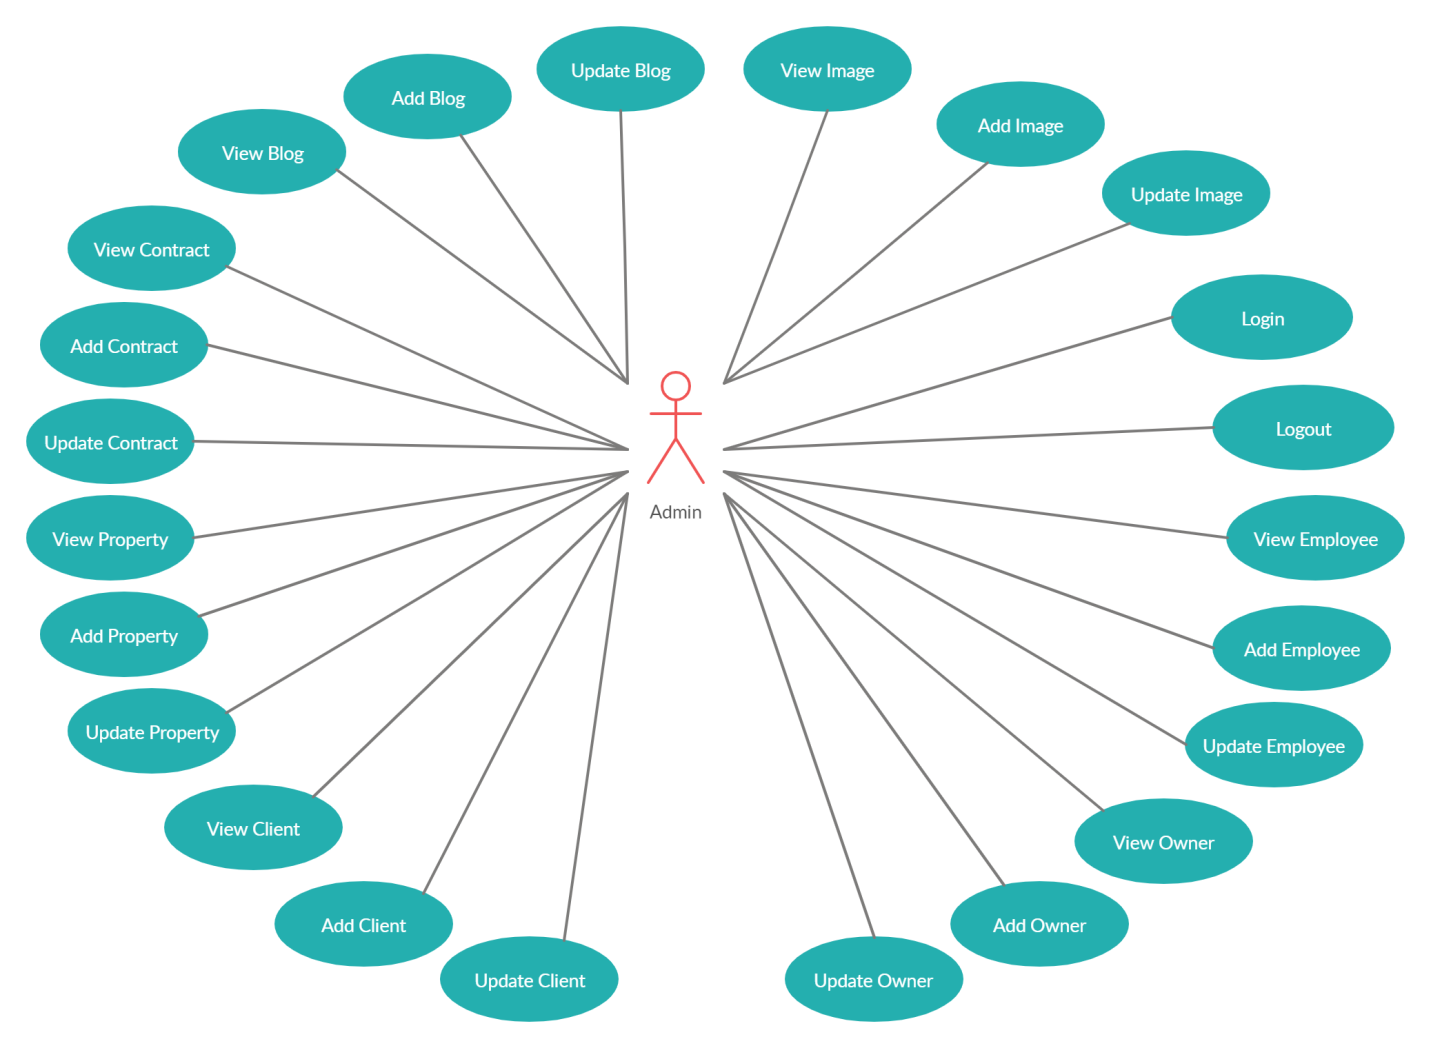 Update Blog
View Image
Add Blog
Add Image
View Blog
Update Image
View Contract
Login
Add Contract
Logout
Update Contract
Admin
View Property
View Employee
Add Property
Add Employee
Update Property
Update Employee
View Client
View Owner
Add Client
Add Owner
Update Client
Update Owner